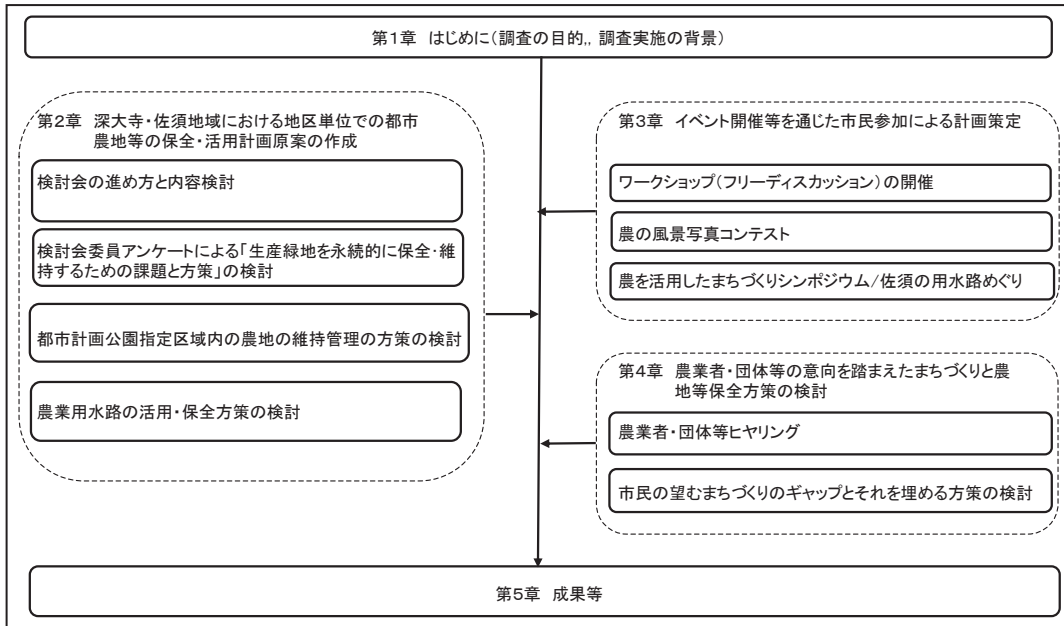 第1章 はじめに(調査の目的,, 調査実施の背景)
第2章 深大寺・佐須地域における地区単位での都市
農地等の保全・活用計画原案の作成
検討会の進め方と内容検討
検討会委員アンケートによる「生産緑地を永続的に保全・維
持するための課題と方策」の検討
都市計画公園指定区域内の農地の維持管理の方策の検討
農業用水路の活用・保全方策の検討
第3章 イベント開催等を通じた市民参加による計画策定
ワークショップ(フリーディスカッション)の開催
農の風景写真コンテスト
農を活用したまちづくりシンポジウム/佐須の用水路めぐり
第4章 農業者・団体等の意向を踏まえたまちづくりと農
地等保全方策の検討
農業者・団体等ヒヤリング
市民の望むまちづくりのギャップとそれを埋める方策の検討
第5章 成果等